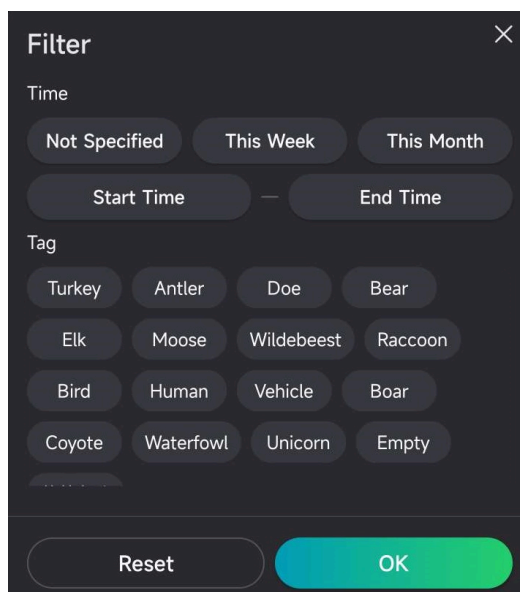 Filter
Time
Not Specified This Week This Month
Start Time — End Time
Tag
Turkey Antler Doe Bear
Elk Moose Wildebeest Raccoon
Bird Human Vehicle Boar
Coyote Waterfowl Unicorn Empty
Reset OK